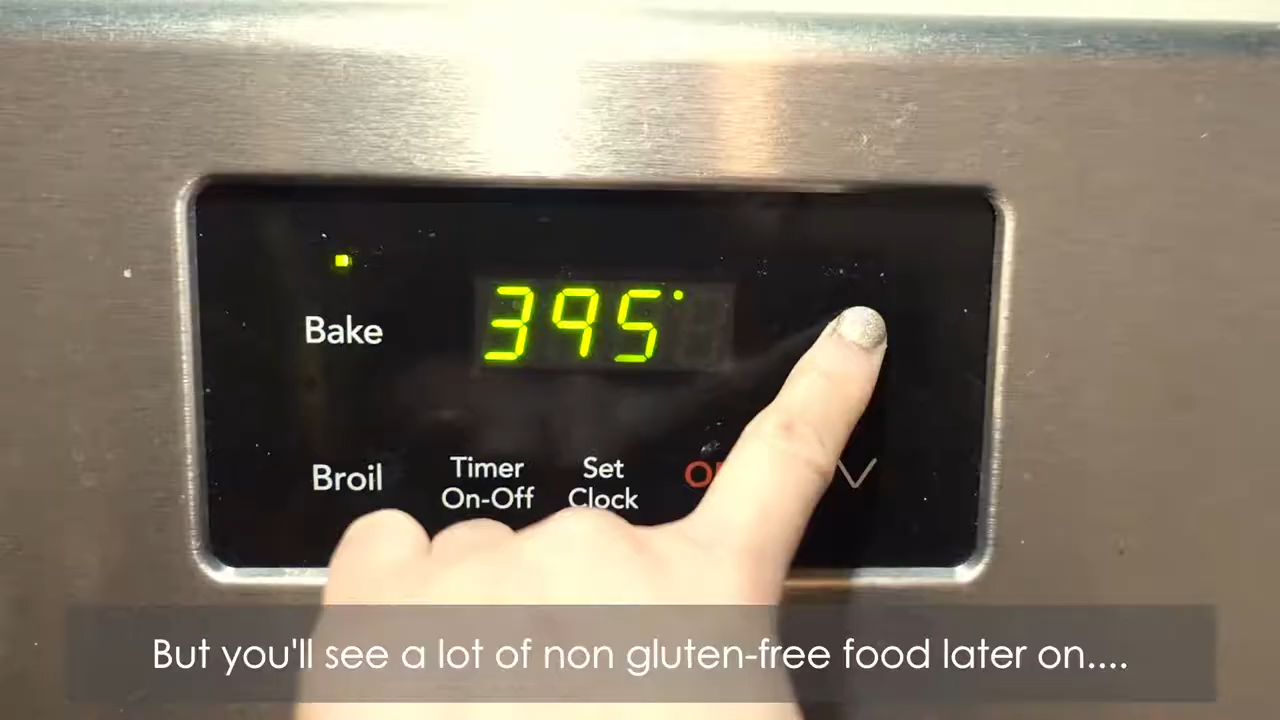 395°
Bake
Broil
Timer
On-Off
Set
Clock
But you'll see a lot of non gluten-free food later on....